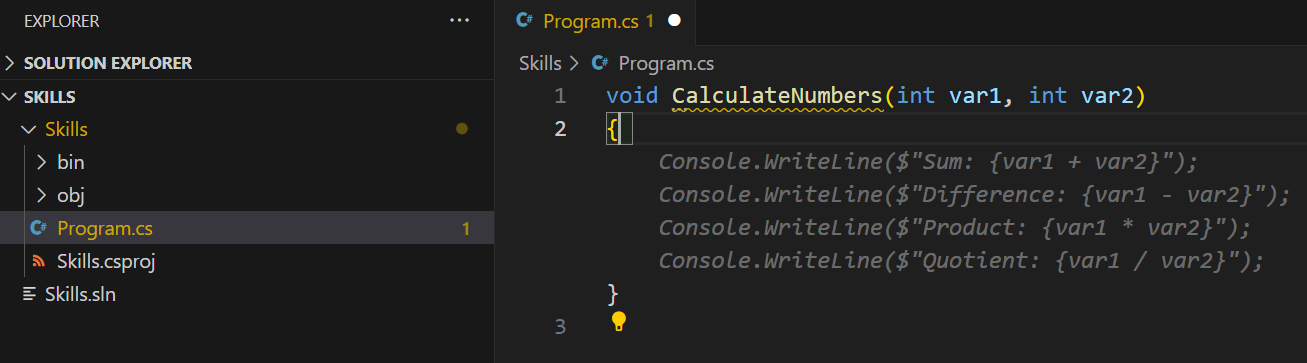 EXPLORER ...
SOLUTION EXPLORER
SKILLS
Skills
bin
obj
C# Program.cs 1
Skills.csproj
Skills.sln
C# Program.cs 1
Skills > C# Program.cs
1 void CalculateNumbers(int var1, int var2)
2 {
Console.WriteLine($"Sum: {var1 + var2}");
Console.WriteLine($"Difference: {var1 - var2}");
Console.WriteLine($"Product: {var1 * var2}");
Console.WriteLine($"Quotient: {var1 / var2}");
}
3